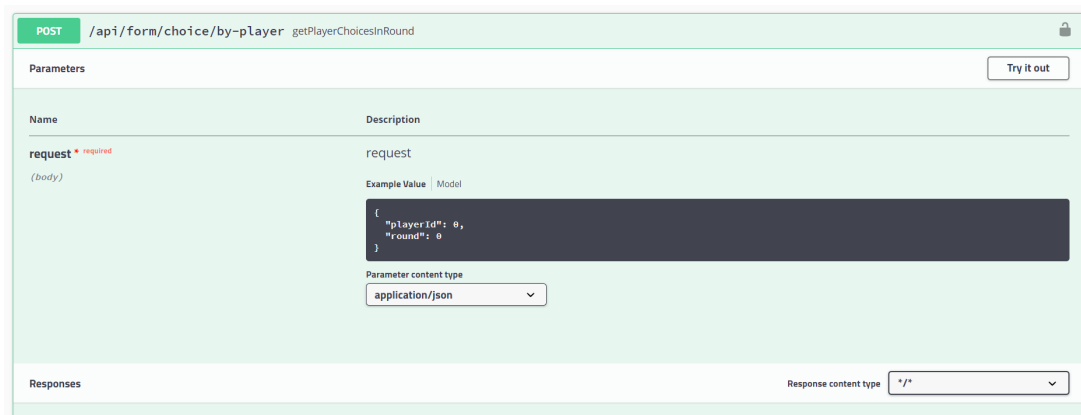 POST /api/form/choice/by-player getPlayerChoicesInRound
Parameters Try it out
Name Description
request * required request
(body)
Example Value Model
{
"playerId": 0,
"round": 0
}
Parameter content type
application/json
Responses Response content type */*